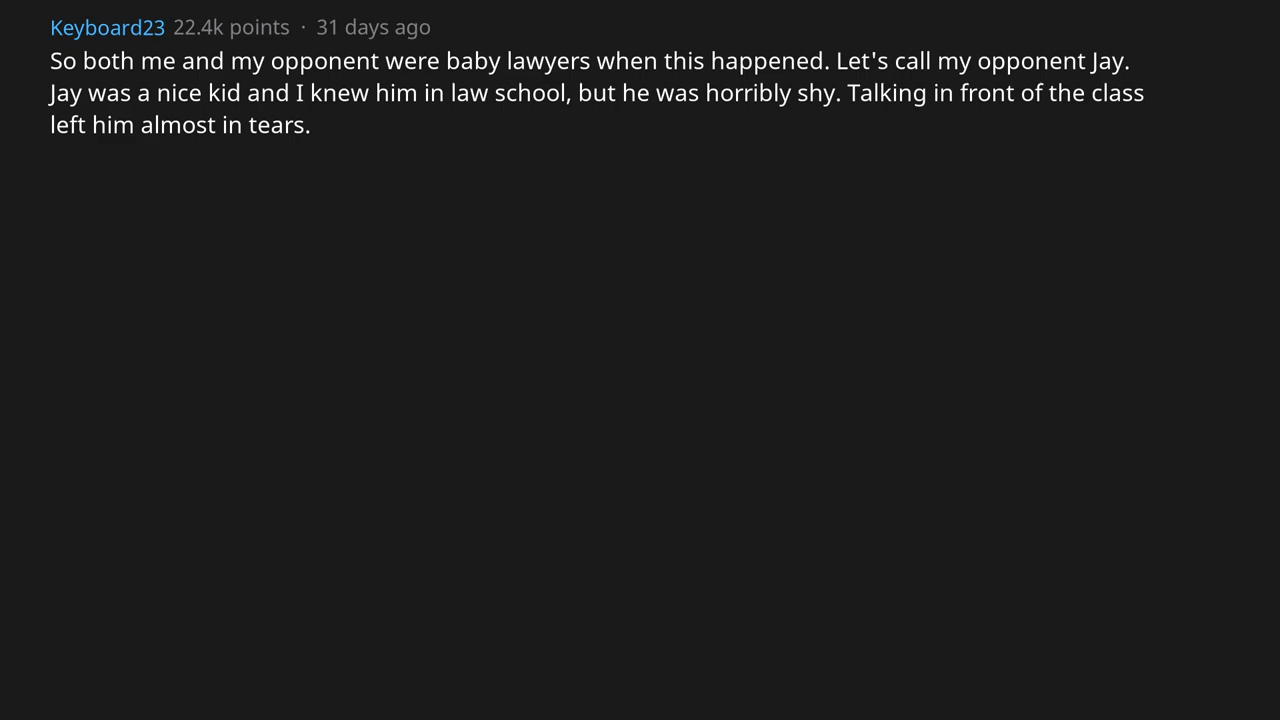 Keyboard23 22.4k points · 31 days ago
So both me and my opponent were baby lawyers when this happened. Let's call my opponent Jay.
Jay was a nice kid and I knew him in law school, but he was horribly shy. Talking in front of the class
left him almost in tears.